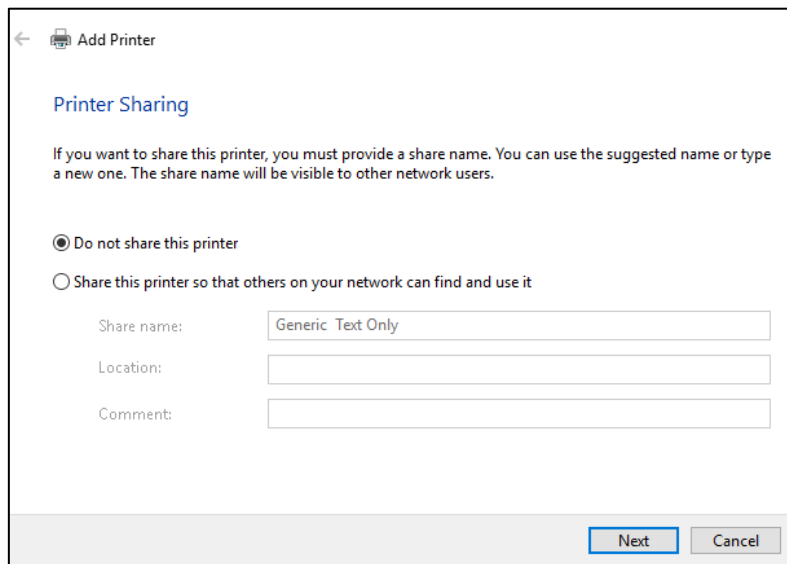 Add Printer
Printer Sharing
If you want to share this printer, you must provide a share name. You can use the suggested name or type
a new one. The share name will be visible to other network users.
Do not share this printer
Share this printer so that others on your network can find and use it
Share name: Generic  Text Only
Location:
Comment:
Next Cancel